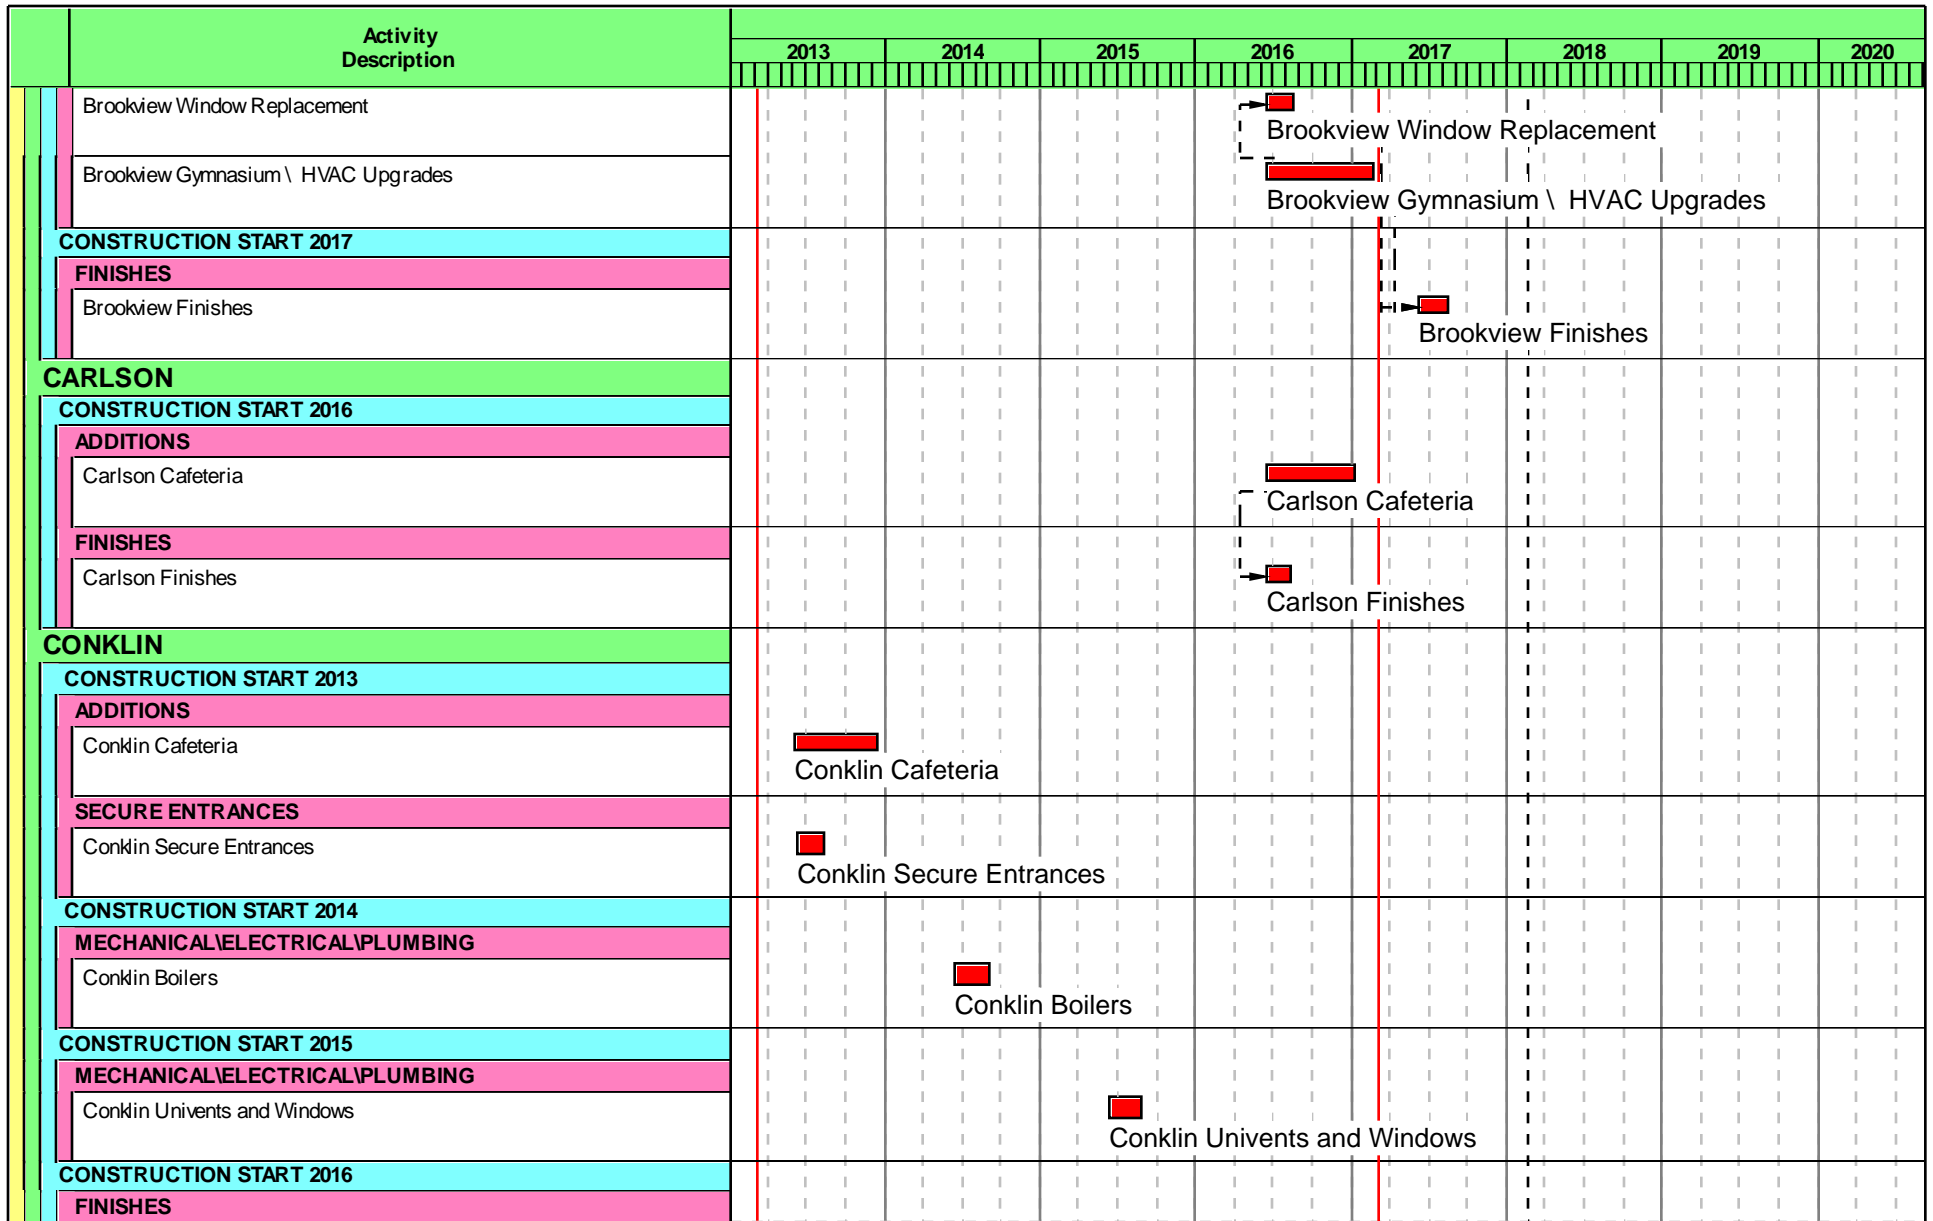 Activity
Description
2013 2014 2015 2016 2017 2018 2019 2020
Brookview Window Replacement
Brookview Window Replacement
Brookview Gymnasium \ HVAC Upgrades
Brookview Gymnasium \ HVAC Upgrades
CONSTRUCTION START 2017
FINISHES
Brookview Finishes
Brookview Finishes
CARLSON
CONSTRUCTION START 2016
ADDITIONS
Carlson Cafeteria
Carlson Cafeteria
FINISHES
Carlson Finishes
Carlson Finishes
CONKLIN
CONSTRUCTION START 2013
ADDITIONS
Conklin Cafeteria
Conklin Cafeteria
SECURE ENTRANCES
Conklin Secure Entrances
Conklin Secure Entrances
CONSTRUCTION START 2014
MECHANICAL\ELECTRICAL\PLUMBING
Conklin Boilers
Conklin Boilers
CONSTRUCTION START 2015
MECHANICAL\ELECTRICAL\PLUMBING
Conklin Univents and Windows
Conklin Univents and Windows
CONSTRUCTION START 2016
FINISHES